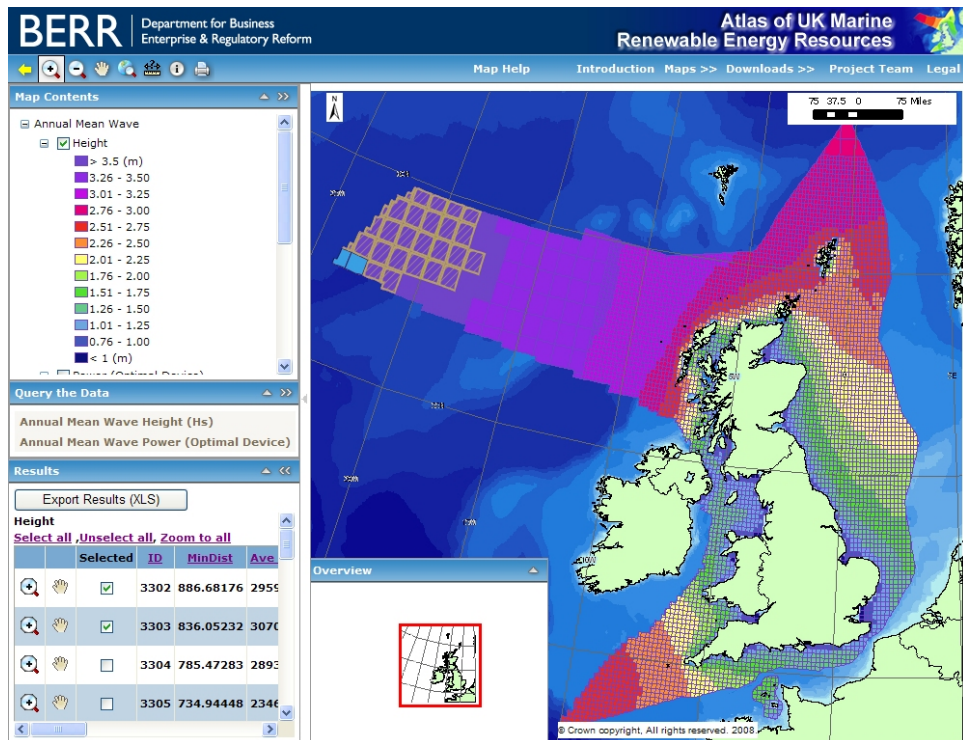 BERR
Department for Business
Enterprise & Regulatory Reform
Atlas of UK Marine
Renewable Energy Resources
Map Help Introduction Maps >> Downloads >> Project Team Legal
Map Contents
Annual Mean Wave
Height
> 3.5 (m)
3.26 - 3.50
3.01 - 3.25
2.76 - 3.00
2.51 - 2.75
2.26 - 2.50
2.01 - 2.25
1.76 - 2.00
1.51 - 1.75
1.26 - 1.50
1.01 - 1.25
0.76 - 1.00
< 1 (m)
Power (Optimal Device)
Query the Data
Annual Mean Wave Height (Hs)
Annual Mean Wave Power (Optimal Device)
Results
Export Results (XLS)
Height
Select all ,Unselect all, Zoom to all
Selected ID MinDist Ave
3302 886.68176 2959
3303 836.05232 3070
3304 785.47283 2893
3305 734.94448 2346
N
75 37.5 0 75 Miles
Overview
© Crown copyright, All rights reserved. 2008